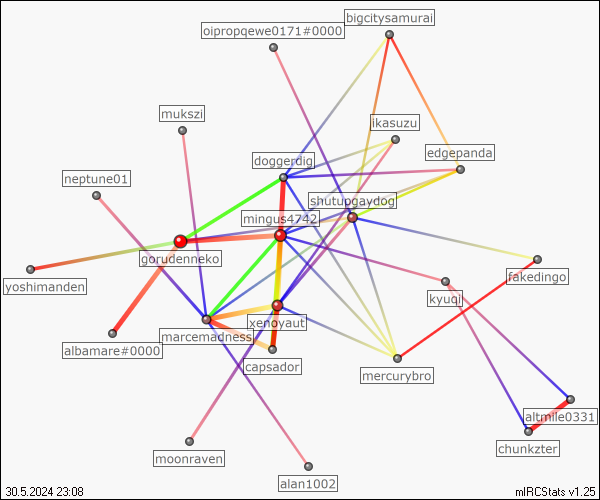 bigcitysamurai
oipropqewe0171#0000
mukszi
ikasuzu
edgepanda
doggerdig
neptune01
shutupgaydog
mingus4742
gorudenneko
fakedingo
yoshimanden
kyuqii
xenoyaut
marcemadness
albamare#0000
capsador
mercurybro
altmile0331
chunkzter
moonraven
alan1002
30.5.2024 23:08
mIRCStats v1.25